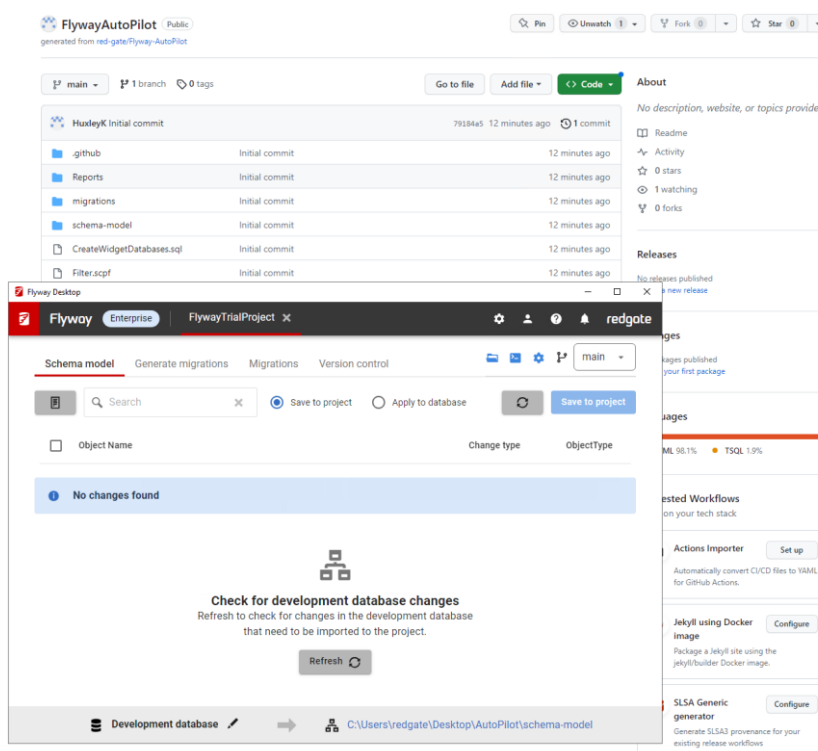 FlywayAutoPilot Public
Pin Unwatch 1 Fork 0 Star 0
generated from red-gate/Flyway-AutoPilot
main 1 branch 0 tags Go to file Add file <> Code
About
No description, website, or topics provide
HuxleyK Initial commit 79184a5 12 minutes ago 1 commit
Readme
.github Initial commit 12 minutes ago
Activity
Reports Initial commit 12 minutes ago
0 stars
migrations Initial commit 12 minutes ago
1 watching
schema-model Initial commit 12 minutes ago
0 forks
CreateWidgetDatabases.sql Initial commit 12 minutes ago
Releases
Filter.scpf Initial commit 12 minutes ago
No releases published
a new release
Flyway Desktop
Flyway Enterprise FlywayTrialProject redgate
ges
kages published
your first package
Schema model Generate migrations Migrations Version control main
Search Save to project Apply to database Save to project
uages
Object Name Change type ObjectType
ML 98.1% TSQL 1.9%
No changes found
ested Workflows
on your tech stack
Actions Importer Set up
Automatically convert CI/CD files to YAML
for GitHub Actions.
Check for development database changes
Refresh to check for changes in the development database
that need to be imported to the project.
Refresh
Jekyll using Docker
image
Configure
Package a Jekyll site using the
jekyll/builder Docker image.
SLSA Generic
generator
Configure
Generate SLSA3 provenance for your
existing release workflows
Development database C:\Users\redgate\Desktop\AutoPilot\schema-model